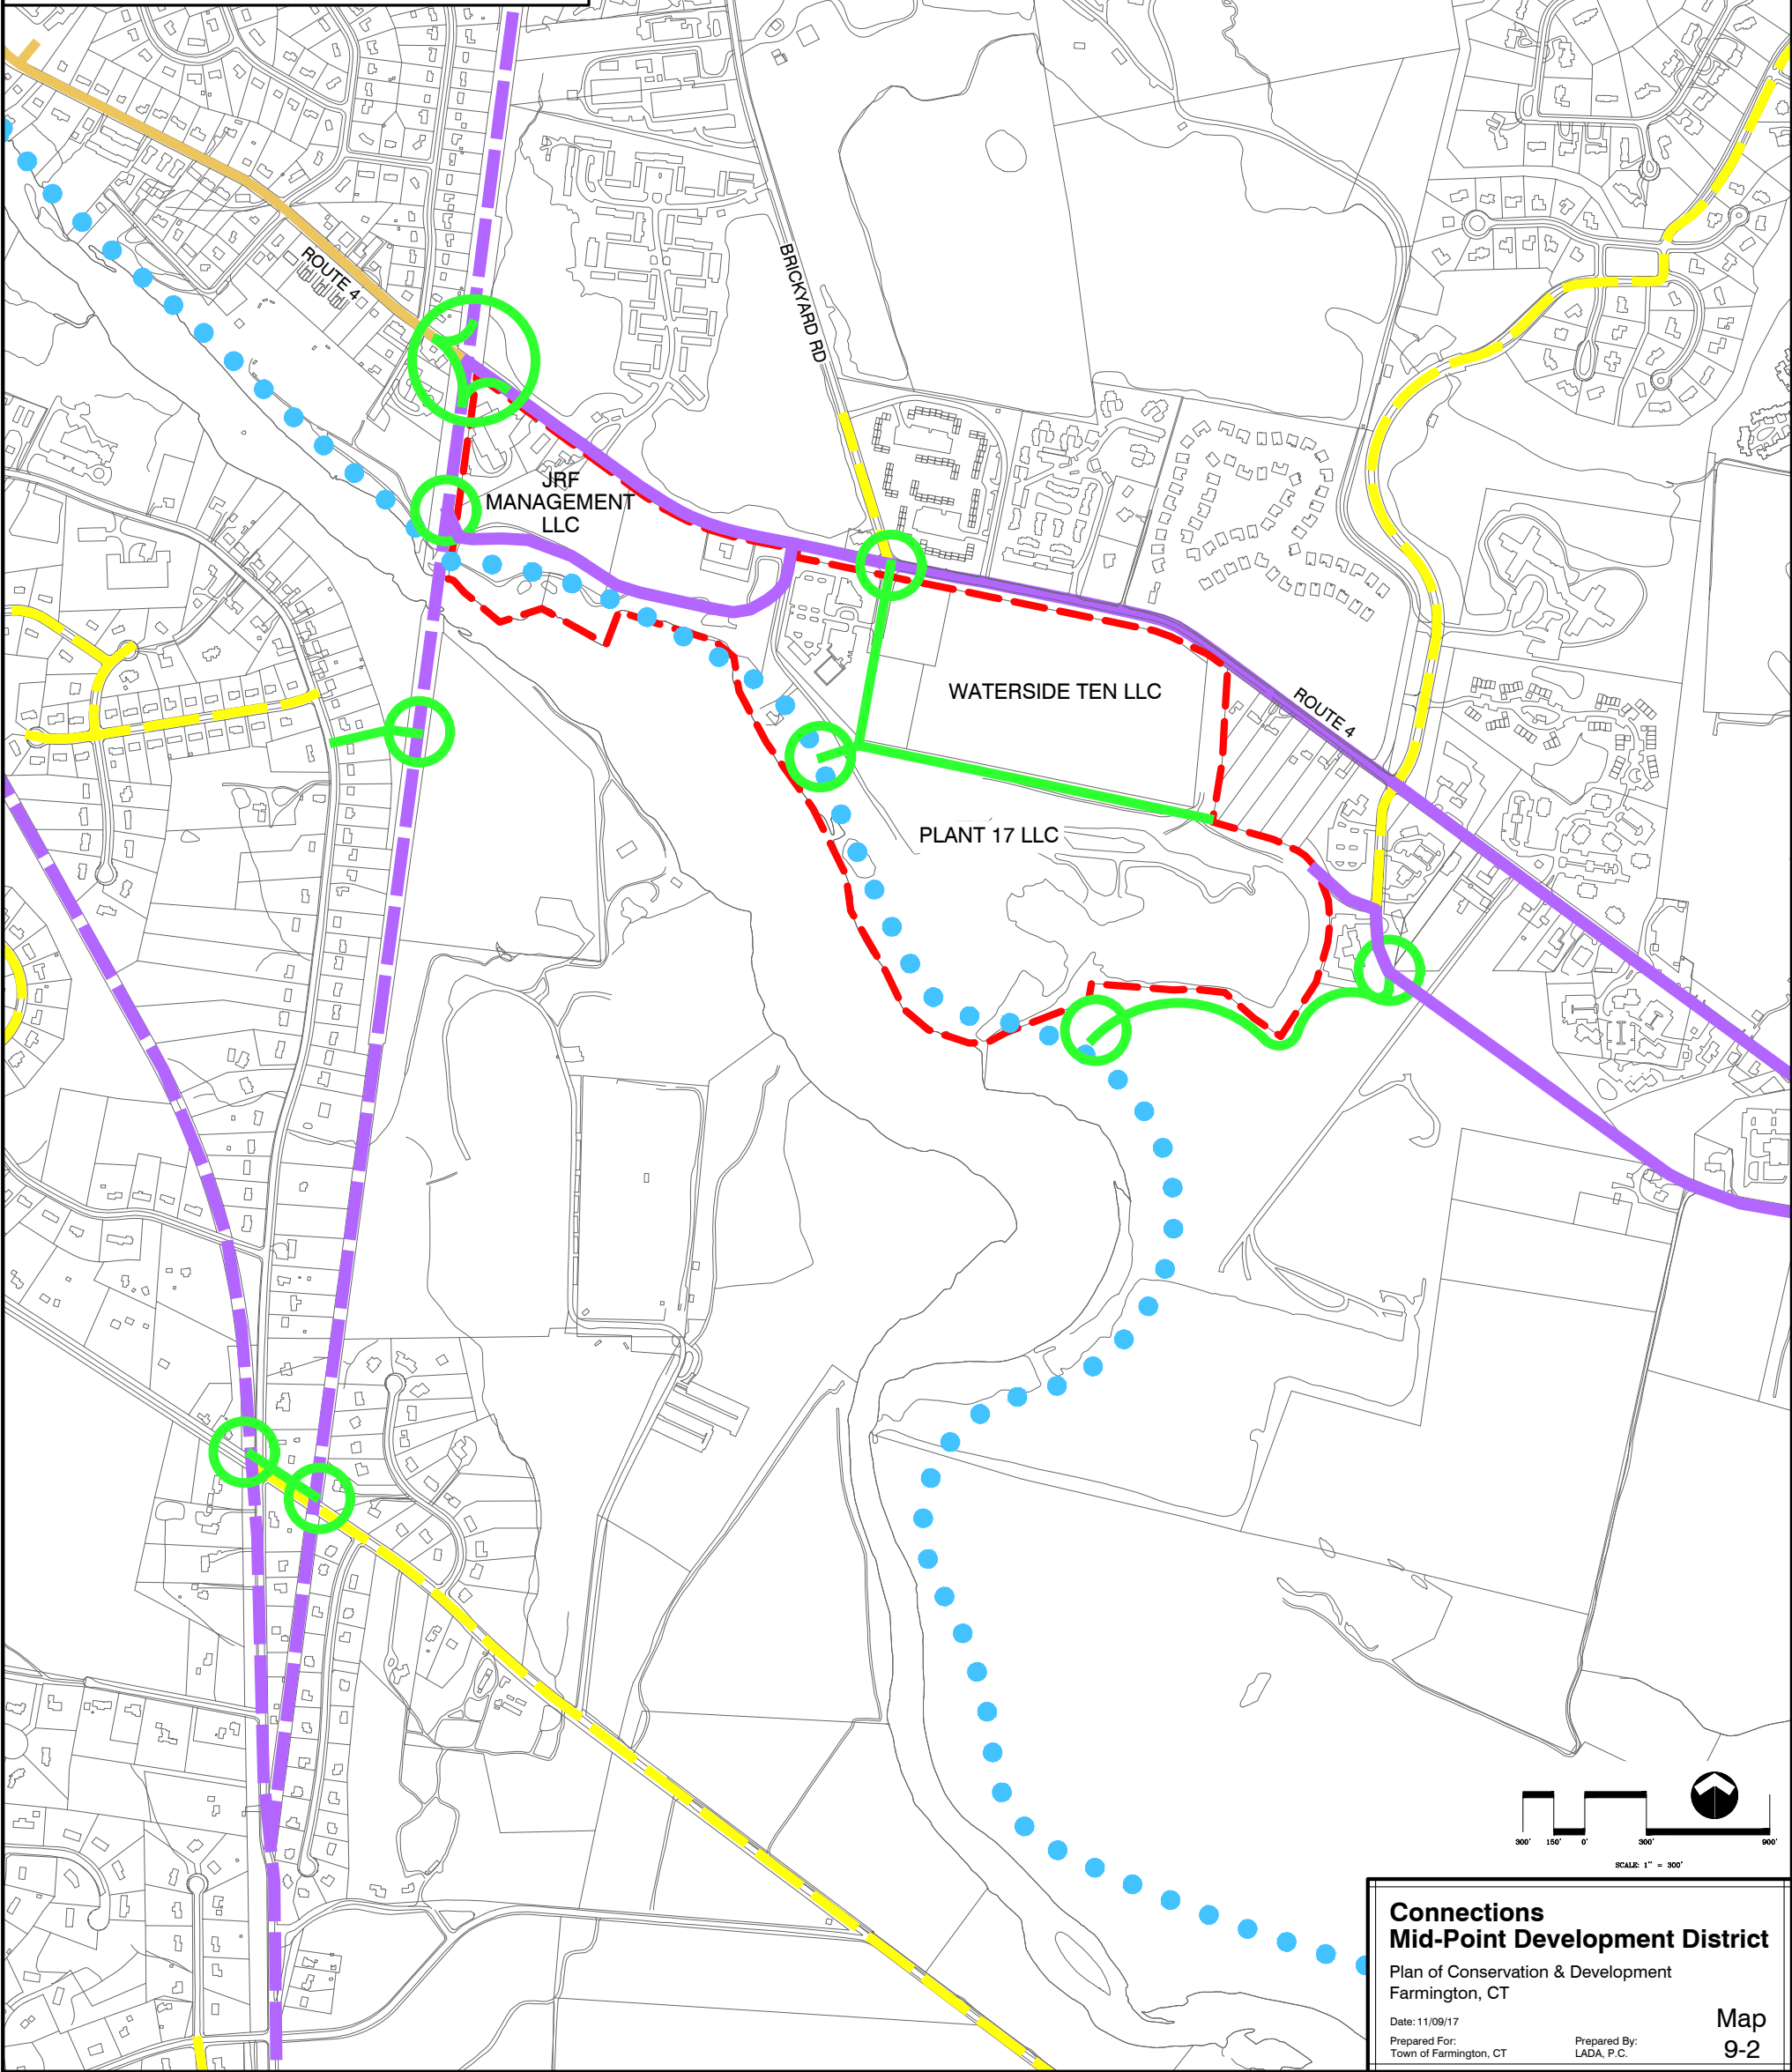 ROUTE 4
BRICKYARD RD
JRF
MANAGEMENT
LLC
WATERSIDE TEN LLC
ROUTE 4
PLANT 17 LLC
300' 150' 0' 300' 900'
SCALE: 1" = 300'
Connections
Mid-Point Development District
Plan of Conservation & Development
Farmington, CT
Date: 11/09/17
Map
Prepared For:
Town of Farmington, CT
Prepared By:
LADA, P.C.
9-2